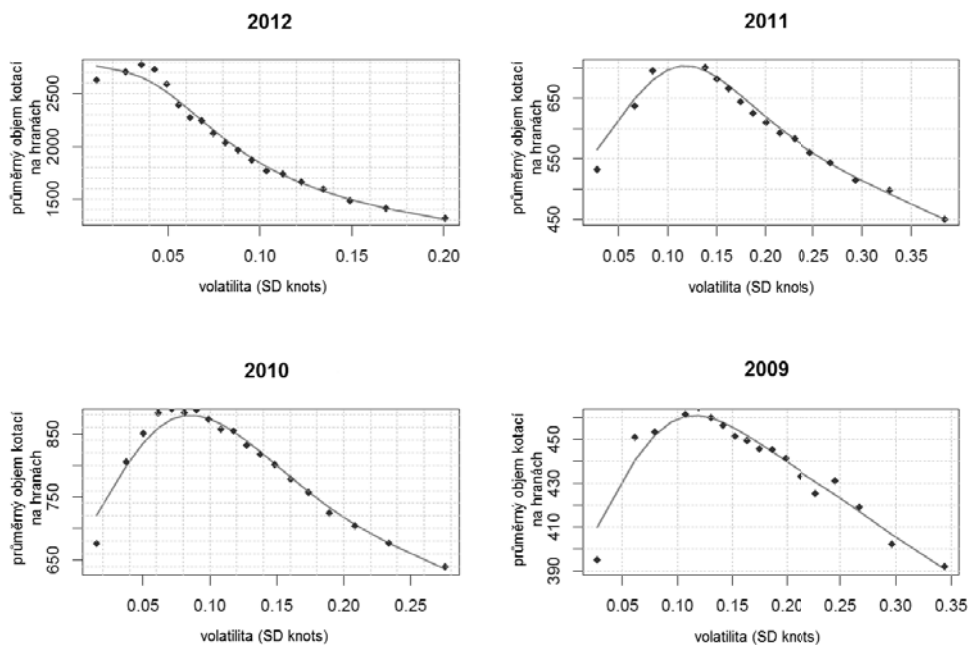 2012
průměrný objem kotací
na hranách
2500
2000
1500
0.05 0.10 0.15 0.20
volatilita (SD knots)
2011
průměrný objem kotací
na hranách
650
550
450
0.05 0.10 0.15 0.20 0.25 0.30 0.35
volatilita (SD knots)
2010
průměrný objem kotací
na hranách
850
750
650
0.05 0.10 0.15 0.20 0.25
volatilita (SD knots)
2009
průměrný objem kotací
na hranách
450
430
410
390
0.05 0.10 0.15 0.20 0.25 0.30 0.35
volatilita (SD knots)